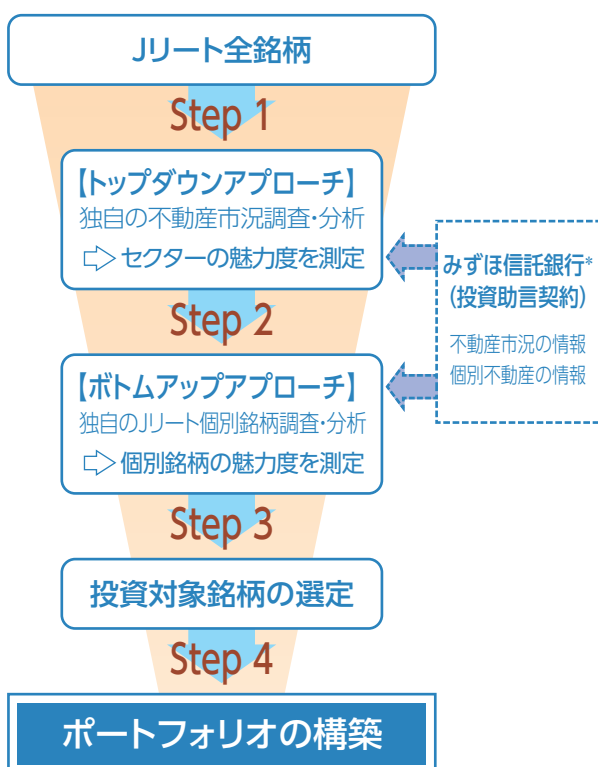 Jリート全銘柄
Step 1
【トップダウンアプローチ】
独自の不動産市況調査・分析
⇨セクターの魅力度を測定
みずほ信託銀行*
(投資助言契約)
不動産市況の情報
個別不動産の情報
Step 2
【ボトムアップアプローチ】
独自のJリート個別銘柄調査・分析
⇨個別銘柄の魅力度を測定
Step 3
投資対象銘柄の選定
Step 4
ポートフォリオの構築